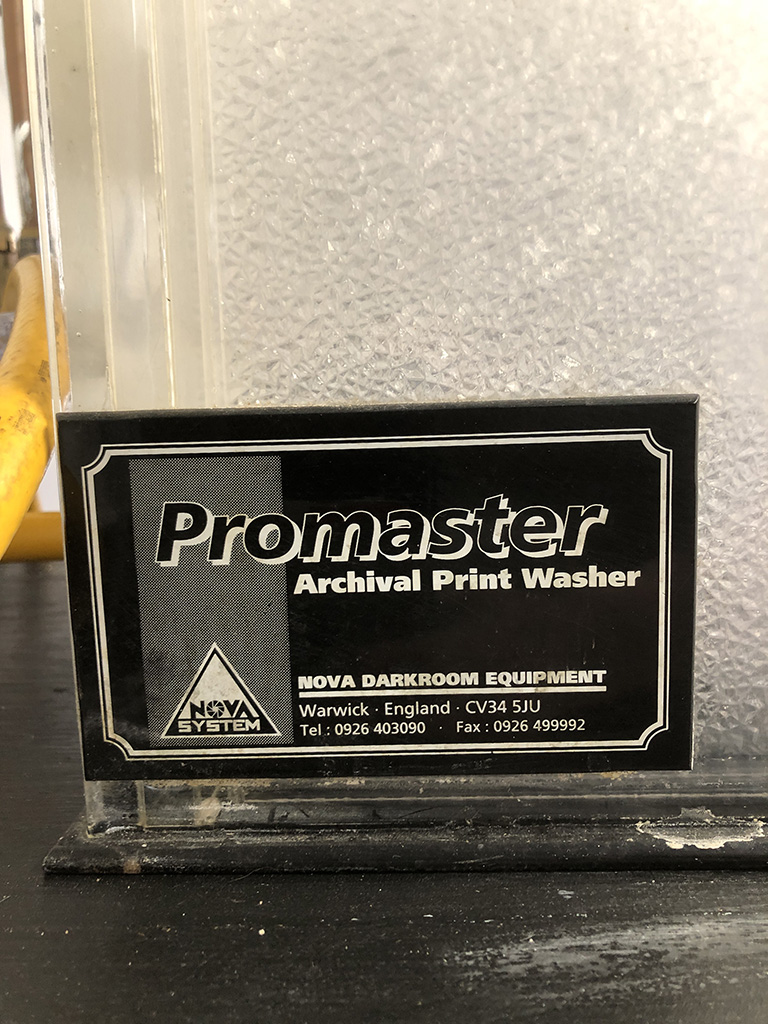 Promaster
Archival Print Washer
NOVA
SYSTEM
NOVA DARKROOM EQUIPMENT
Warwick · England · CV34 5JU
Tel : 0926 403090 · Fax : 0926 499992